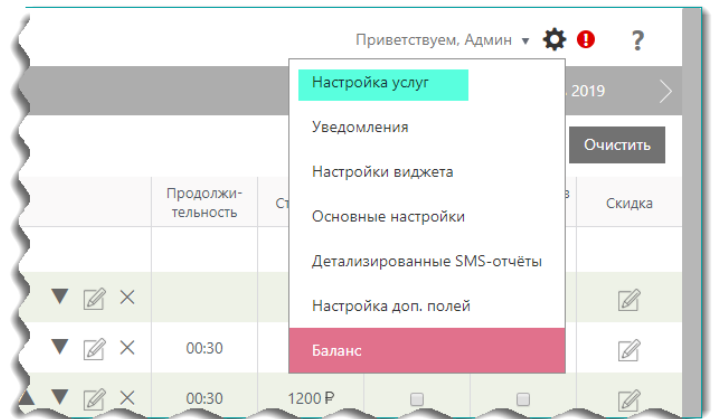 Приветствуем, Админ
?
Настройка услуг
2019
Уведомления
Очистить
Настройки виджета
Продолжи-
тельность
Ст
в
Скидка
Основные настройки
Детализированные SMS-отчёты
Настройка доп. полей
00:30
Баланс
00:30
1200 ₽